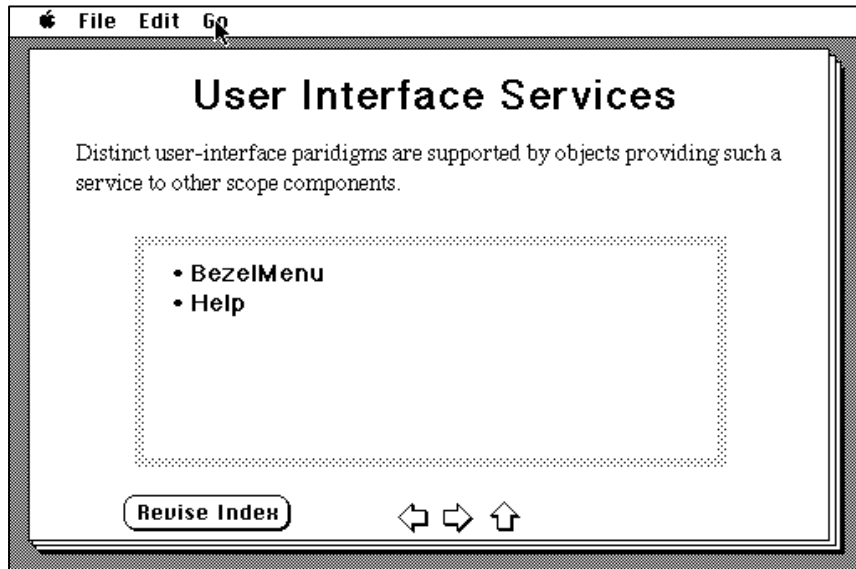 File Edit Go
User Interface Services
Distinct user-interface paridigms are supported by objects providing such a
service to other scope components.
• BezelMenu
• Help
Revise Index